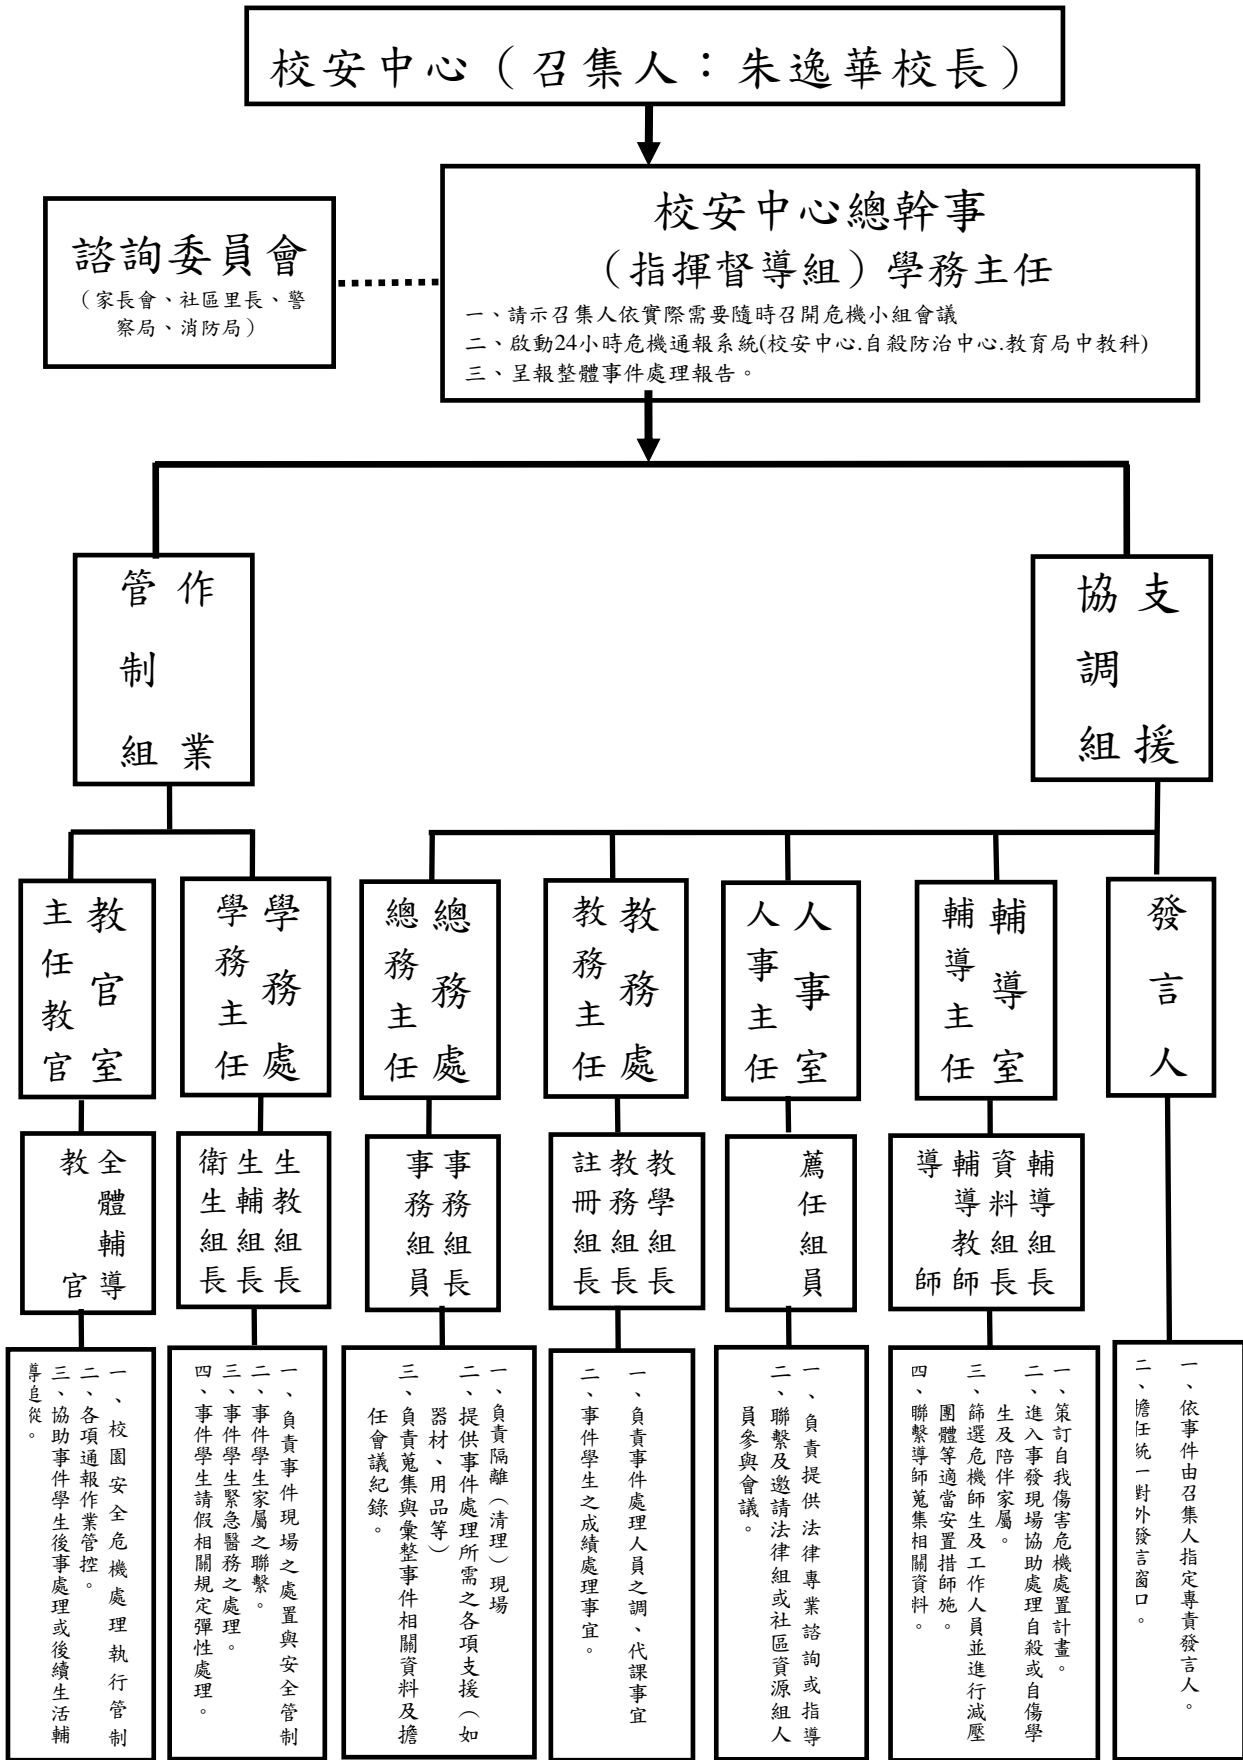 校安中心（召集人：朱逸華校長）
諮詢委員會
（家長會、社區里長、警
察局、消防局）
校安中心總幹事
（指揮督導組）學務主任
一、請示召集人依實際需要隨時召開危機小組會議
二、啟動24小時危機通報系統(校安中心.自殺防治中心.教育局中教科)
三、呈報整體事件處理報告。
作業
管制組
支援
協調組
教官室
主任教官
學務處
學務主任
總務處
總務主任
教務處
教務主任
人事室
人事主任
輔導室
輔導主任
發言人
全體輔導
教官
生教組長
生輔組長
衛生組長
事務組長
事務組員
教學組長
教務組長
註冊組長
薦任組員
輔導組長
資料組長
輔導教師
導師
一、校園安全危機處理執行管制
二、各項通報作業管控。
三、協助事件學生後事處理或後續生活輔
導追從。
一、負責事件現場之處置與安全管制
二、事件學生家屬之聯繫。
三、事件學生緊急醫務之處理。
四、事件學生請假相關規定彈性處理。
一、負責隔離（清理）現場
二、提供事件處理所需之各項支援（如
器材、用品等）
三、負責蒐集與彙整事件相關資料及擔
任會議紀錄。
一、負責事件處理人員之調、代課事宜
二、事件學生之成績處理事宜。
一、負責提供法律專業諮詢或指導
二、聯繫及邀請法律組或社區資源組人
員參與會議。
一、策訂自我傷害危機處置計畫。
二、進入事發現場協助處理自殺或自傷學
生及陪伴家屬。
三、篩選危機師生及工作人員並進行減壓
團體等適當安置措師施。
四、聯繫導師蒐集相關資料。
一、依事件由召集人指定專責發言人。
二、擔任統一對外發言窗口。